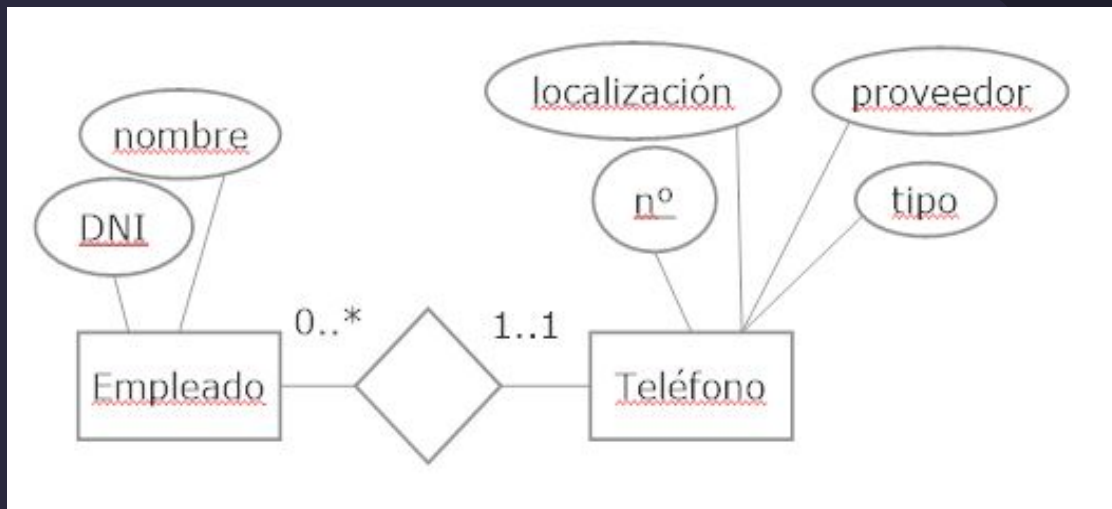 localización
proveedor
nombre
nº
tipo
DNI
0..*
1..1
Empleado
Teléfono